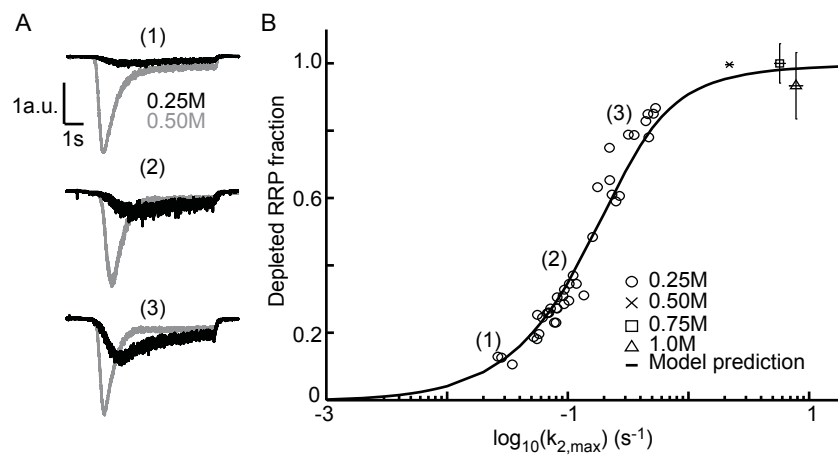 A
(1)
1a.u.
1s
0.25M
0.50M
(2)
(3)
B
Depleted RRP fraction
1.0
0.6
0.2
0
(1)
(2)
(3)
0.25M
0.50M
0.75M
1.0M
Model prediction
-3
-1
1
log₁₀(k₂,max) (s⁻¹)